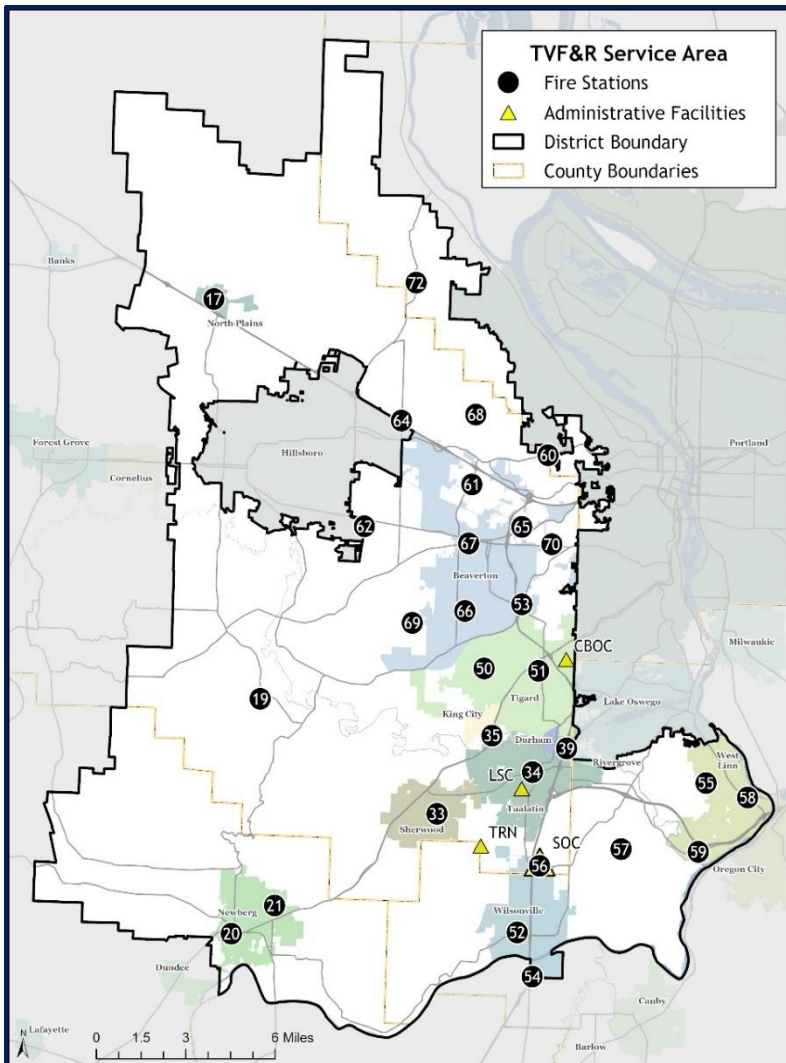 TVF&R Service Area
Fire Stations
Administrative Facilities
District Boundary
County Boundaries
Banks
72
17
North-Plains
68
64
Forest Grove
Hillsboro
60
Portland
Cornelius
61
62
65
67
70
Beaverton
53
66
69
CBOC
Milwaukie
50
51
19
Tigard
Lake Oswego
King City
35
Durham
39
Rivergrove
West Linn
34
55
LSC
58
Tualatin
33
Sherwood
TRN
SOC
57
59
56
Oregon City
21
Newberg
Wilsonville
20
52
Dundee
54
Canby
Lafayette
Barlow
N
0 1.5 3 6 Miles